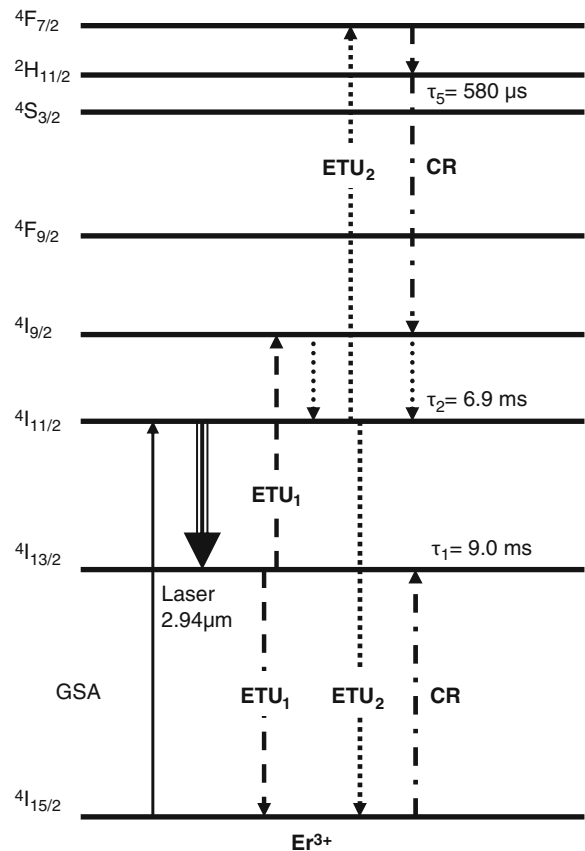 ⁴F₇/₂
²H₁₁/₂
τ₅= 580 µs
⁴S₃/₂
ETU₂
CR
⁴F₉/₂
⁴I₉/₂
τ₂= 6.9 ms
⁴I₁₁/₂
ETU₁
τ₁= 9.0 ms
⁴I₁₃/₂
Laser
2.94µm
GSA
ETU₁
ETU₂
CR
⁴I₁₅/₂
Er³⁺